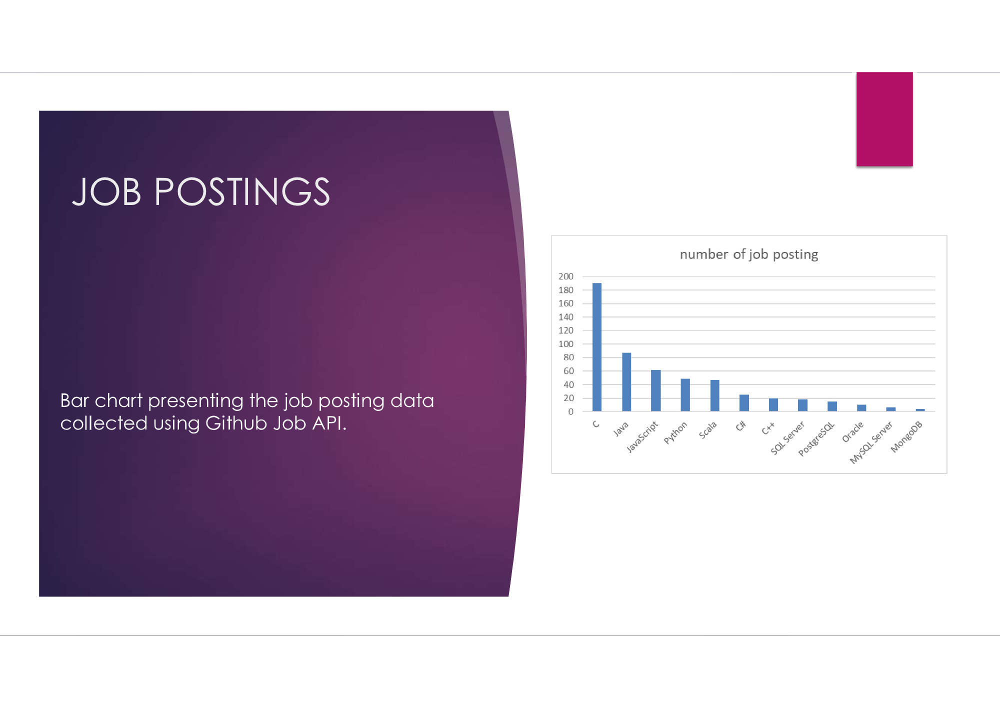 JOB POSTINGS
Bar chart presenting the job posting data
collected using Github Job API.
number of job posting
200
180
160
140
120
100
80
60
40
20
0
C
Java
JavaScript
Python
Scala
C#
C++
SQL Server
PostgreSQL
Oracle
MySQL Server
MongoDB